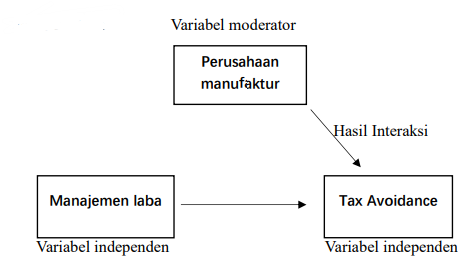 Variabel moderator
Perusahaan
manufaktur
Hasil Interaksi
Manajemen laba
Tax Avoidance
Variabel independen
Variabel independen